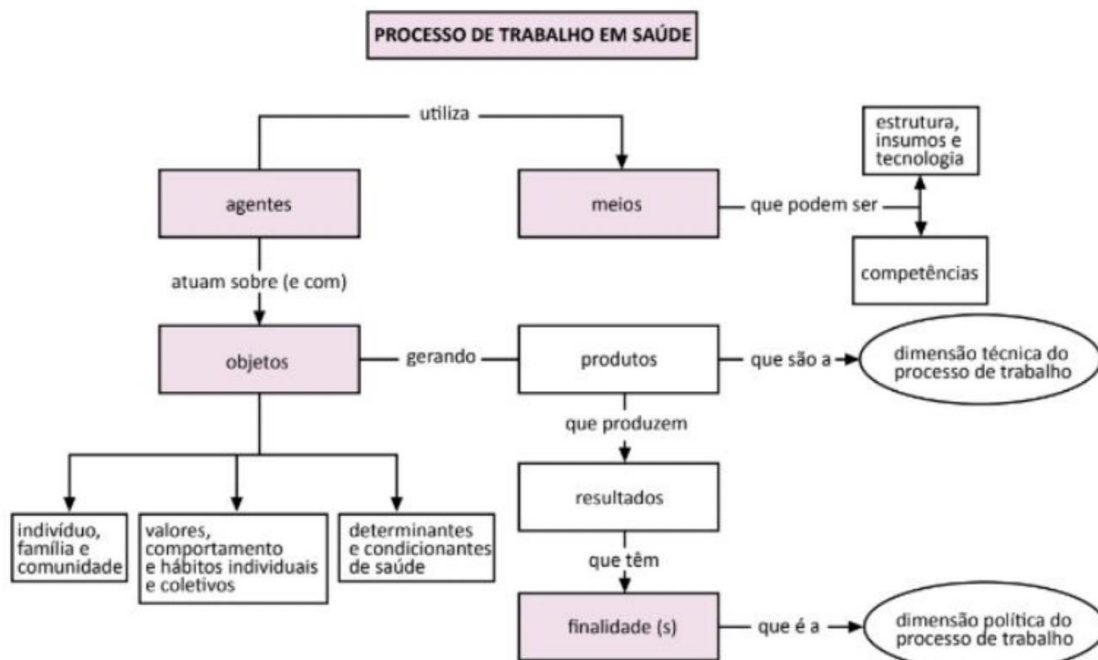 PROCESSO DE TRABALHO EM SAÚDE
utiliza
estrutura,
insumos e
tecnologia
agentes
meios
que podem ser
competências
atuam sobre (e com)
objetos
gerando
produtos
que são a
dimensão técnica do
processo de trabalho
que produzem
resultados
indivíduo,
família e
comunidade
valores,
comportamento
e hábitos individuais
e coletivos
determinantes
e condicionantes
de saúde
que têm
finalidade (s)
que é a
dimensão política do
processo de trabalho